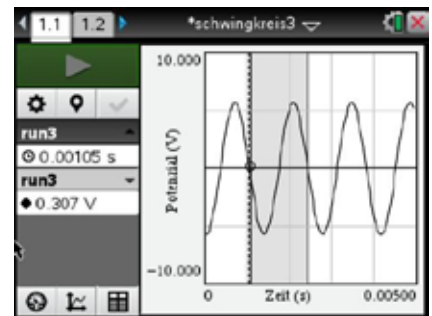 1.1 1.2 *schwingkreis3
run3
0.00105 s
run3
0.307 V
10.000
Potenzial (V)
-10.000
0 Zeit (s) 0.00500